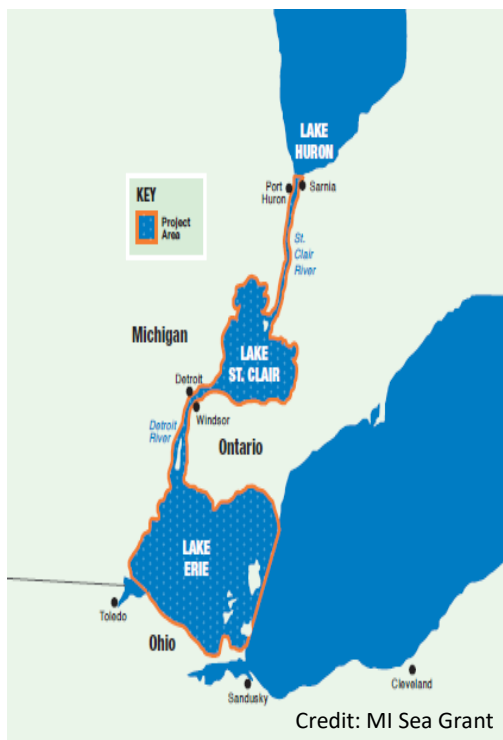 LAKE
HURON
Port
Huron
Sarnia
KEY
Project
Area
St.
Clair
River
Michigan
LAKE
ST. CLAIR
Detroit
Windsor
Detroit
River
Ontario
LAKE
ERIE
Toledo
Ohio
Sandusky
Cleveland
Credit: MI Sea Grant